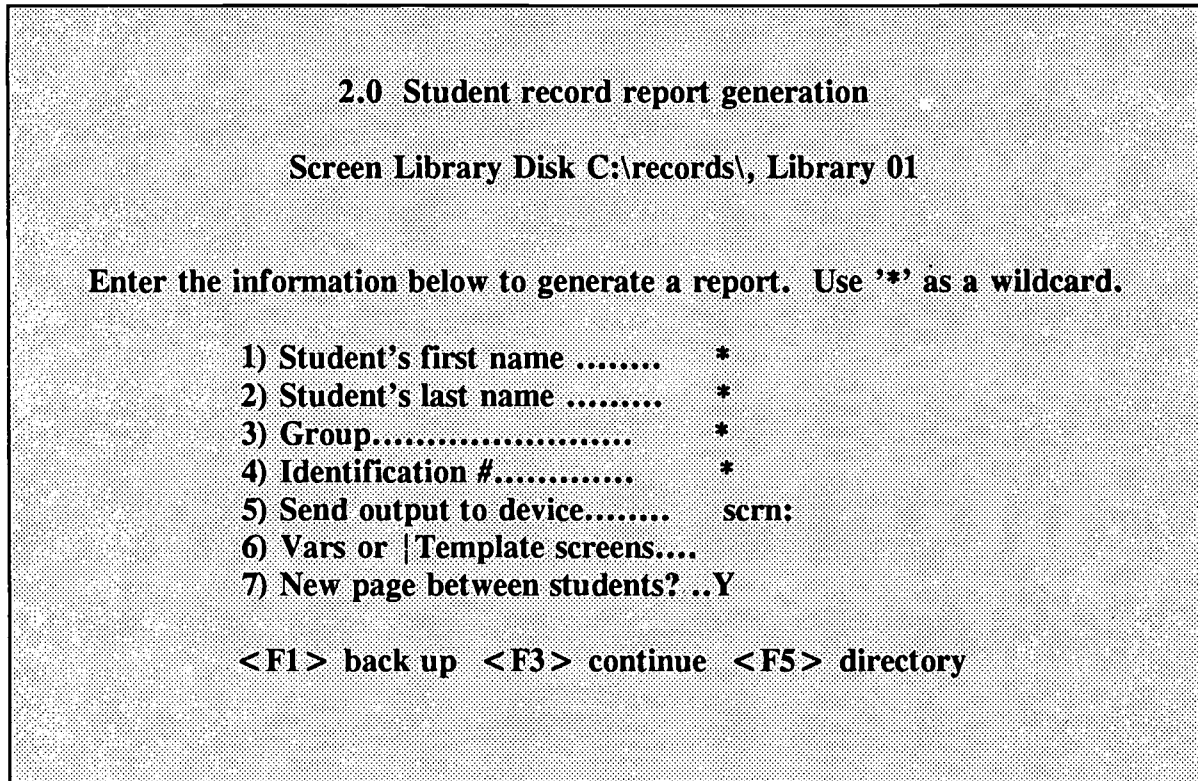 2.0 Student record report generation
Screen Library Disk C:\records\, Library 01
Enter the information below to generate a report. Use '*' as a wildcard.
1) Student's first name ........ *
2) Student's last name ......... *
3) Group........................ *
4) Identification #............. *
5) Send output to device........ scrn:
6) Vars or |Template screens....
7) New page between students? ..Y
<F1> back up <F3> continue <F5> directory